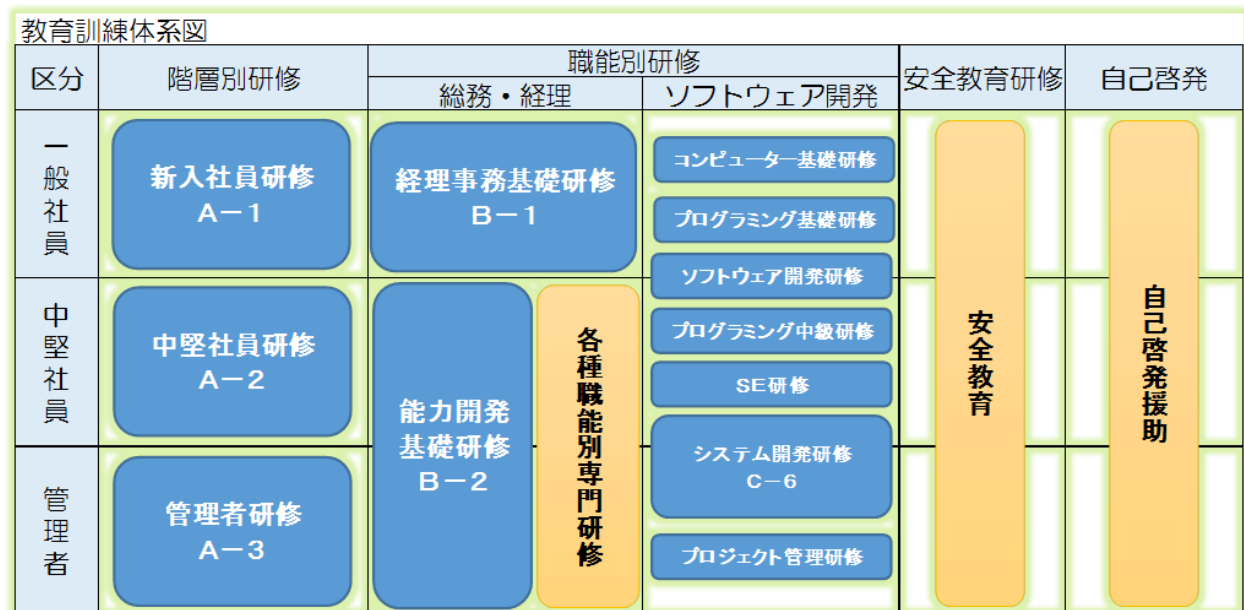 教育訓練体系図
区分
階層別研修
職能別研修
総務・経理
ソフトウェア開発
安全教育研修
自己啓発
一般社員
新入社員研修
A－1
経理事務基礎研修
B－1
コンピューター基礎研修
プログラミング基礎研修
ソフトウェア開発研修
中堅社員
中堅社員研修
A－2
能力開発
基礎研修
B－2
各種職能別専門研修
プログラミング中級研修
SE研修
システム開発研修
C－6
管理者
管理者研修
A－3
プロジェクト管理研修
安全教育
自己啓発援助